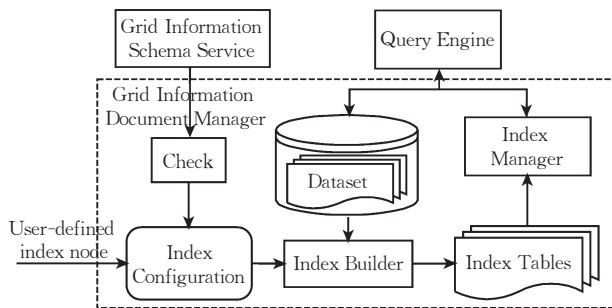 Grid Information
Schema Service
Query Engine
Grid Information
Document Manager
Check
Dataset
Index
Manager
User-defined
index node
Index
Configuration
Index Builder
Index Tables